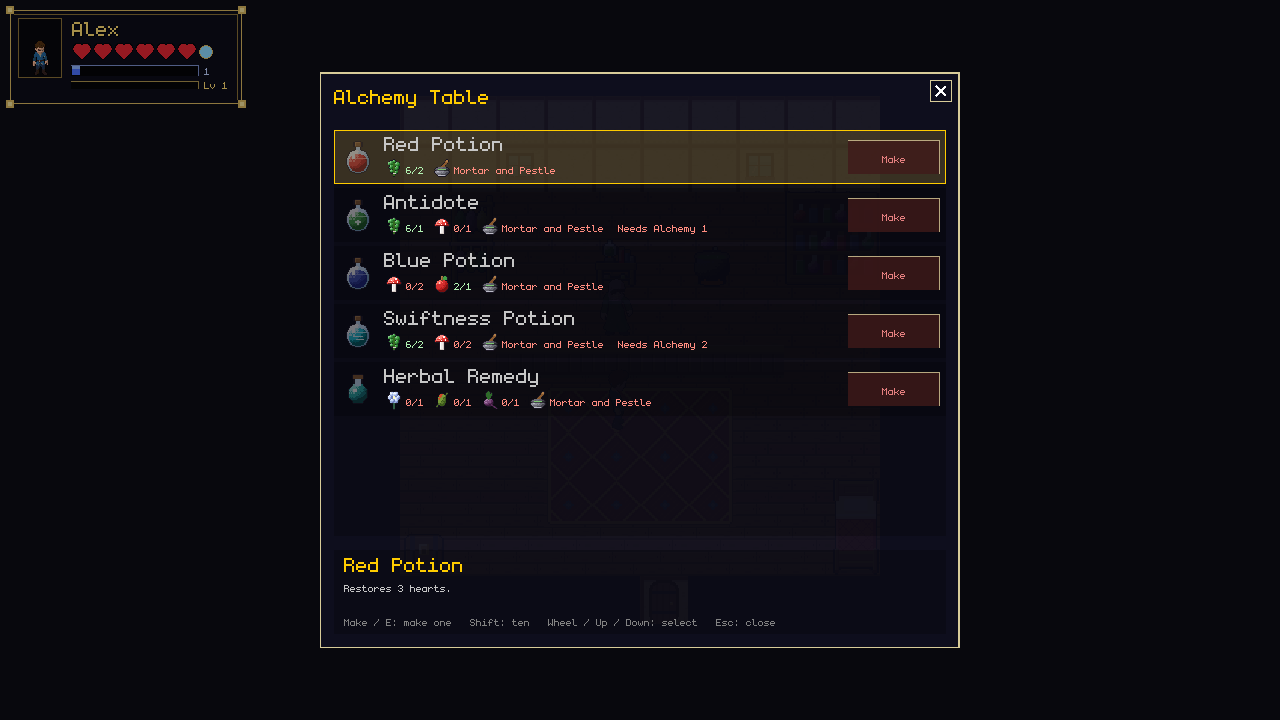 Alex
1
Lv 1
Alchemy Table
Red Potion
6/2 Mortar and Pestle
Make
Antidote
6/1 0/1 Mortar and Pestle Needs Alchemy 1
Make
Blue Potion
0/2 2/1 Mortar and Pestle
Make
Swiftness Potion
6/2 0/2 Mortar and Pestle Needs Alchemy 2
Make
Herbal Remedy
0/1 0/1 0/1 Mortar and Pestle
Make
Red Potion
Restores 3 hearts.
Make / E: make one Shift: ten Wheel / Up / Down: select Esc: close